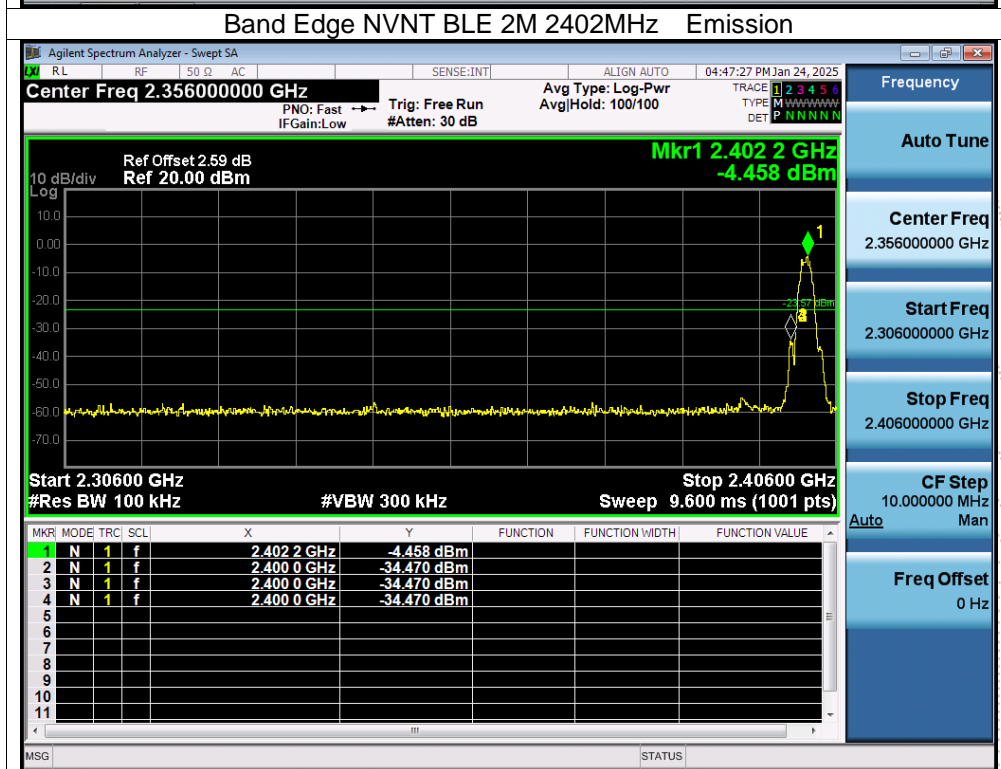 Band Edge NVNT BLE 2M 2402MHz Emission
Agilent Spectrum Analyzer - Swept SA
LXI RL RF 50 Ω AC SENSE:INT ALIGN AUTO 04:47:27 PM Jan 24, 2025
Center Freq 2.356000000 GHz
PNO: Fast
IFGain:Low
Trig: Free Run
#Atten: 30 dB
Avg Type: Log-Pwr
Avg|Hold: 100/100
TRACE 1 2 3 4 5 6
TYPE M WWWWW
DET P N N N N N
Mkr1 2.402 2 GHz
-4.458 dBm
Ref Offset 2.59 dB
10 dB/div Ref 20.00 dBm
Log
10.0
0.00
-10.0
-20.0
-30.0
-40.0
-50.0
-60.0
-70.0
1
-23.57 dBm
Start 2.30600 GHz Stop 2.40600 GHz
#Res BW 100 kHz #VBW 300 kHz Sweep 9.600 ms (1001 pts)
MKR MODE TRC SCL X Y FUNCTION FUNCTION WIDTH FUNCTION VALUE
1 N 1 f 2.402 2 GHz -4.458 dBm
2 N 1 f 2.400 0 GHz -34.470 dBm
3 N 1 f 2.400 0 GHz -34.470 dBm
4 N 1 f 2.400 0 GHz -34.470 dBm
5
6
7
8
9
10
11
MSG STATUS
Frequency
Auto Tune
Center Freq
2.356000000 GHz
Start Freq
2.306000000 GHz
Stop Freq
2.406000000 GHz
CF Step
10.000000 MHz
Auto Man
Freq Offset
0 Hz